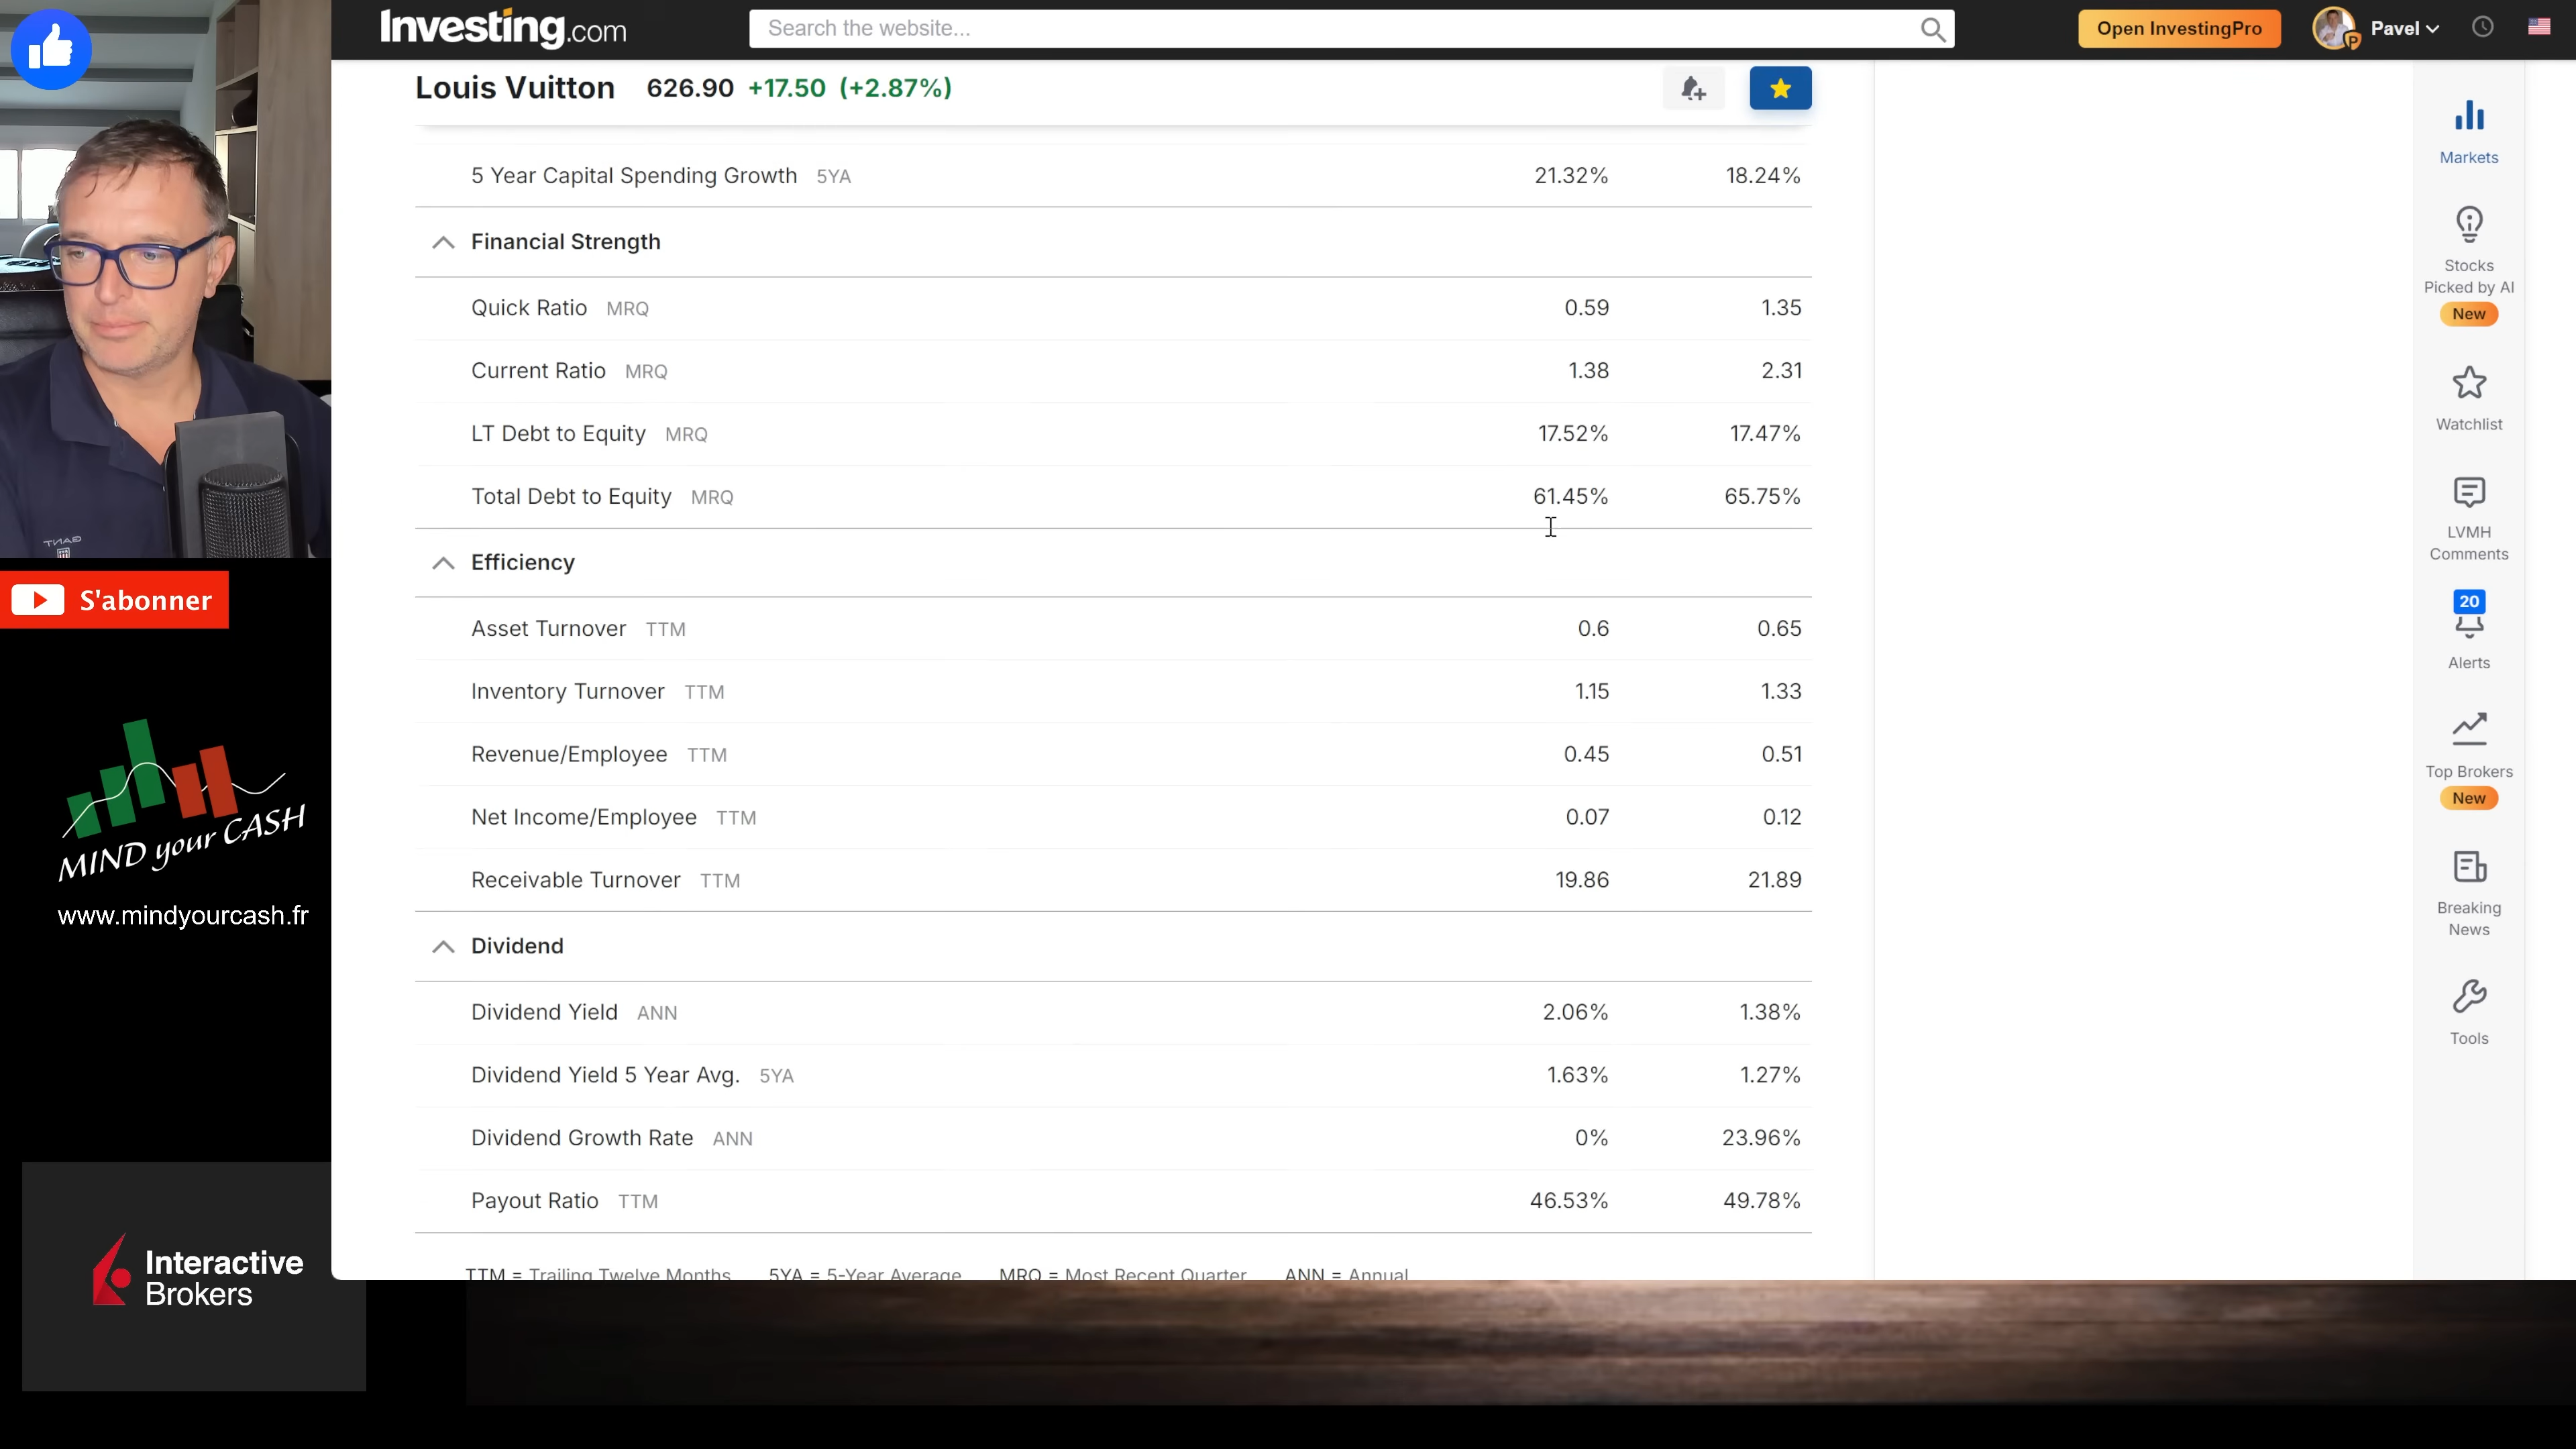 Investing.com
Search the website...
Open InvestingPro
Pavel
Louis Vuitton 626.90 +17.50 (+2.87%)
5 Year Capital Spending Growth 5YA 21.32% 18.24%
Financial Strength
Quick Ratio MRQ 0.59 1.35
Current Ratio MRQ 1.38 2.31
LT Debt to Equity MRQ 17.52% 17.47%
Total Debt to Equity MRQ 61.45% 65.75%
Efficiency
Asset Turnover TTM 0.6 0.65
Inventory Turnover TTM 1.15 1.33
Revenue/Employee TTM 0.45 0.51
Net Income/Employee TTM 0.07 0.12
Receivable Turnover TTM 19.86 21.89
Dividend
Dividend Yield ANN 2.06% 1.38%
Dividend Yield 5 Year Avg. 5YA 1.63% 1.27%
Dividend Growth Rate ANN 0% 23.96%
Payout Ratio TTM 46.53% 49.78%
TTM = Trailing Twelve Months 5YA = 5-Year Average MRQ = Most Recent Quarter ANN = Annual
Markets
Stocks
Picked by AI
New
Watchlist
LVMH
Comments
20
Alerts
Top Brokers
New
Breaking
News
Tools
GANT
S'abonner
MIND your CASH
www.mindyourcash.fr
Interactive
Brokers